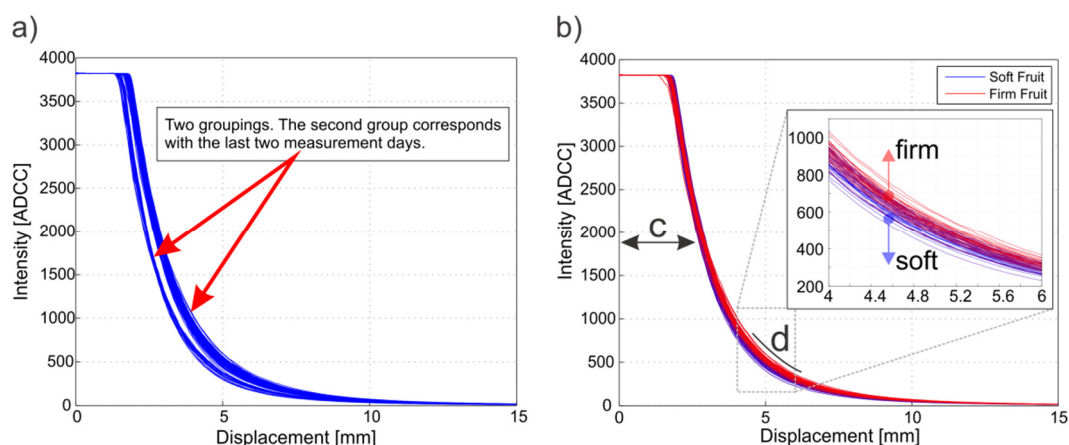 a)
4000
3500
3000
2500
2000
1500
1000
500
0
Intensity [ADCC]
Two groupings. The second group corresponds
with the last two measurement days.
0 5 10 15
Displacement [mm]
b)
4000
3500
3000
2500
2000
1500
1000
500
0
Intensity [ADCC]
Soft Fruit
Firm Fruit
c
d
1000
800
600
400
200
firm
soft
4 4.4 4.8 5.2 5.6 6
0 5 10 15
Displacement [mm]